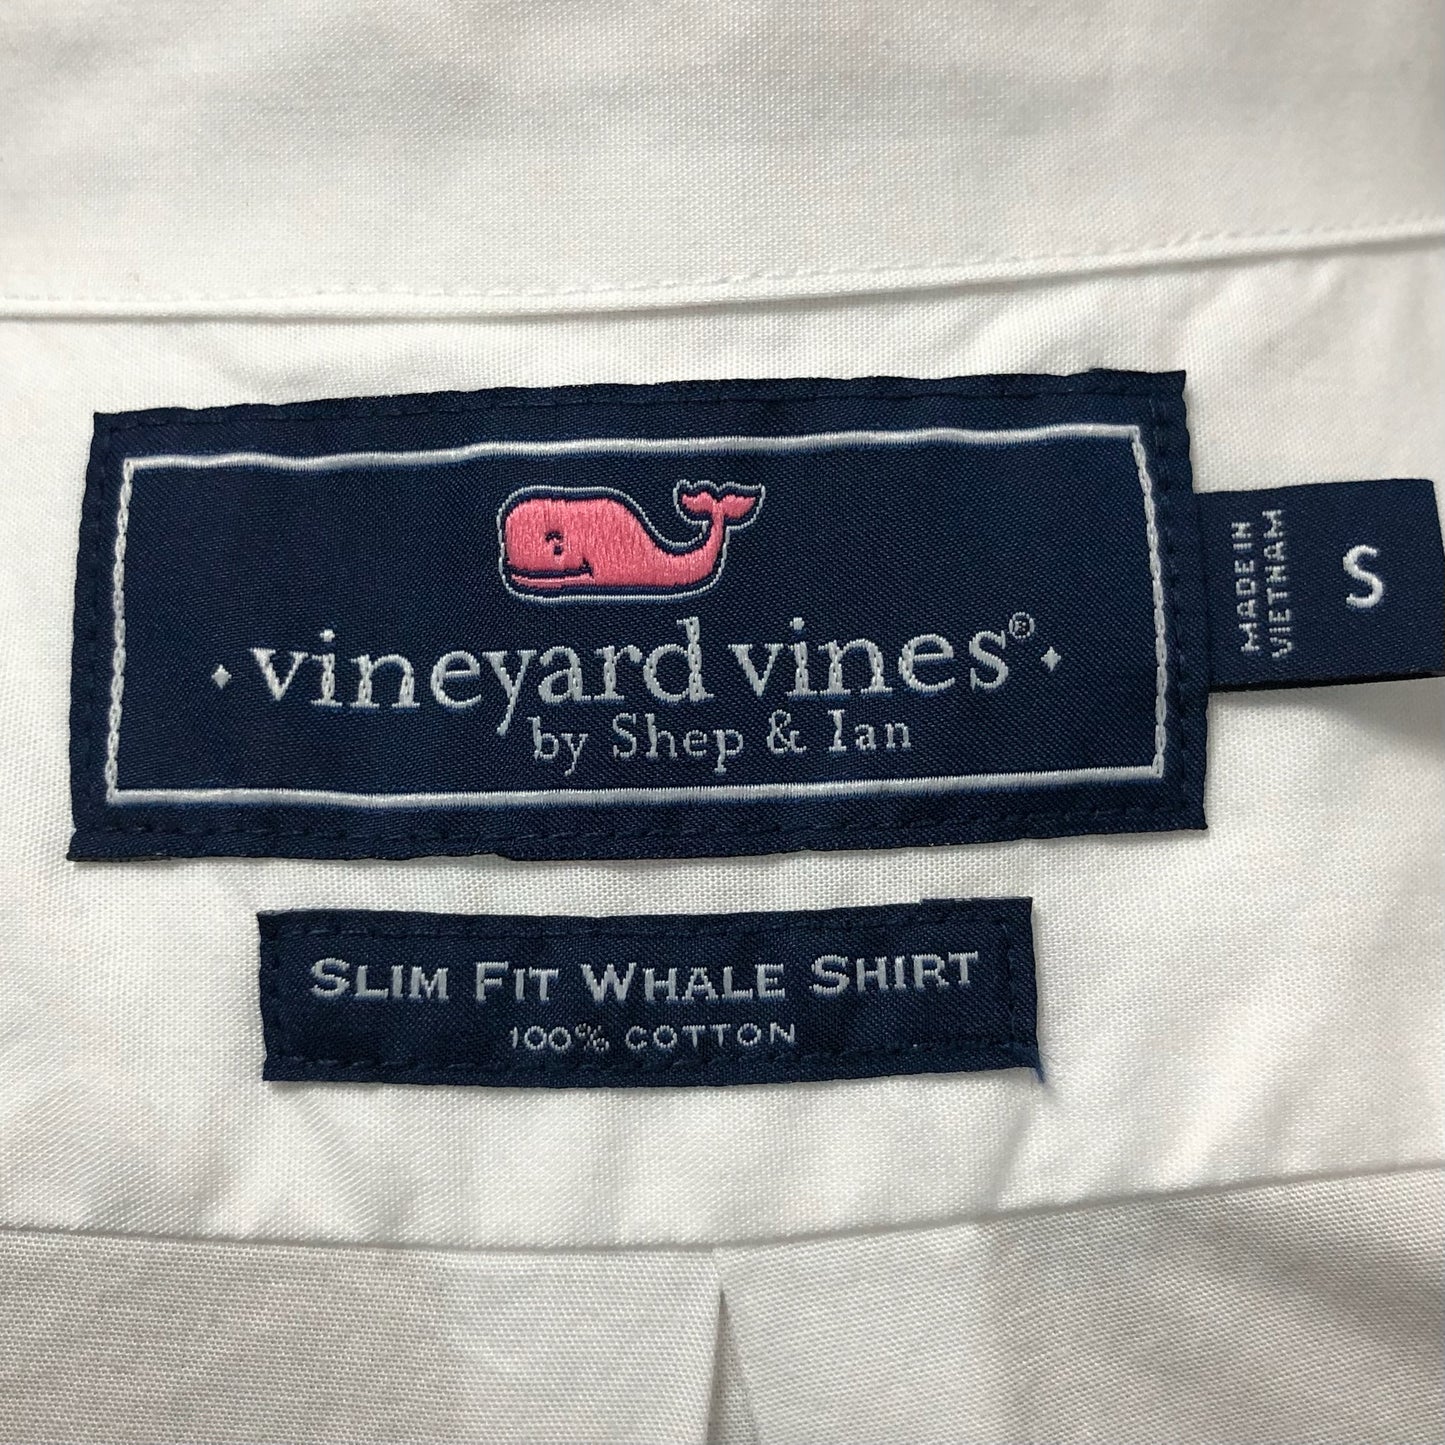 vineyard vines®
by Shep & Ian
MADE IN
VIETNAM
S
SLIM FIT WHALE SHIRT
100% COTTON